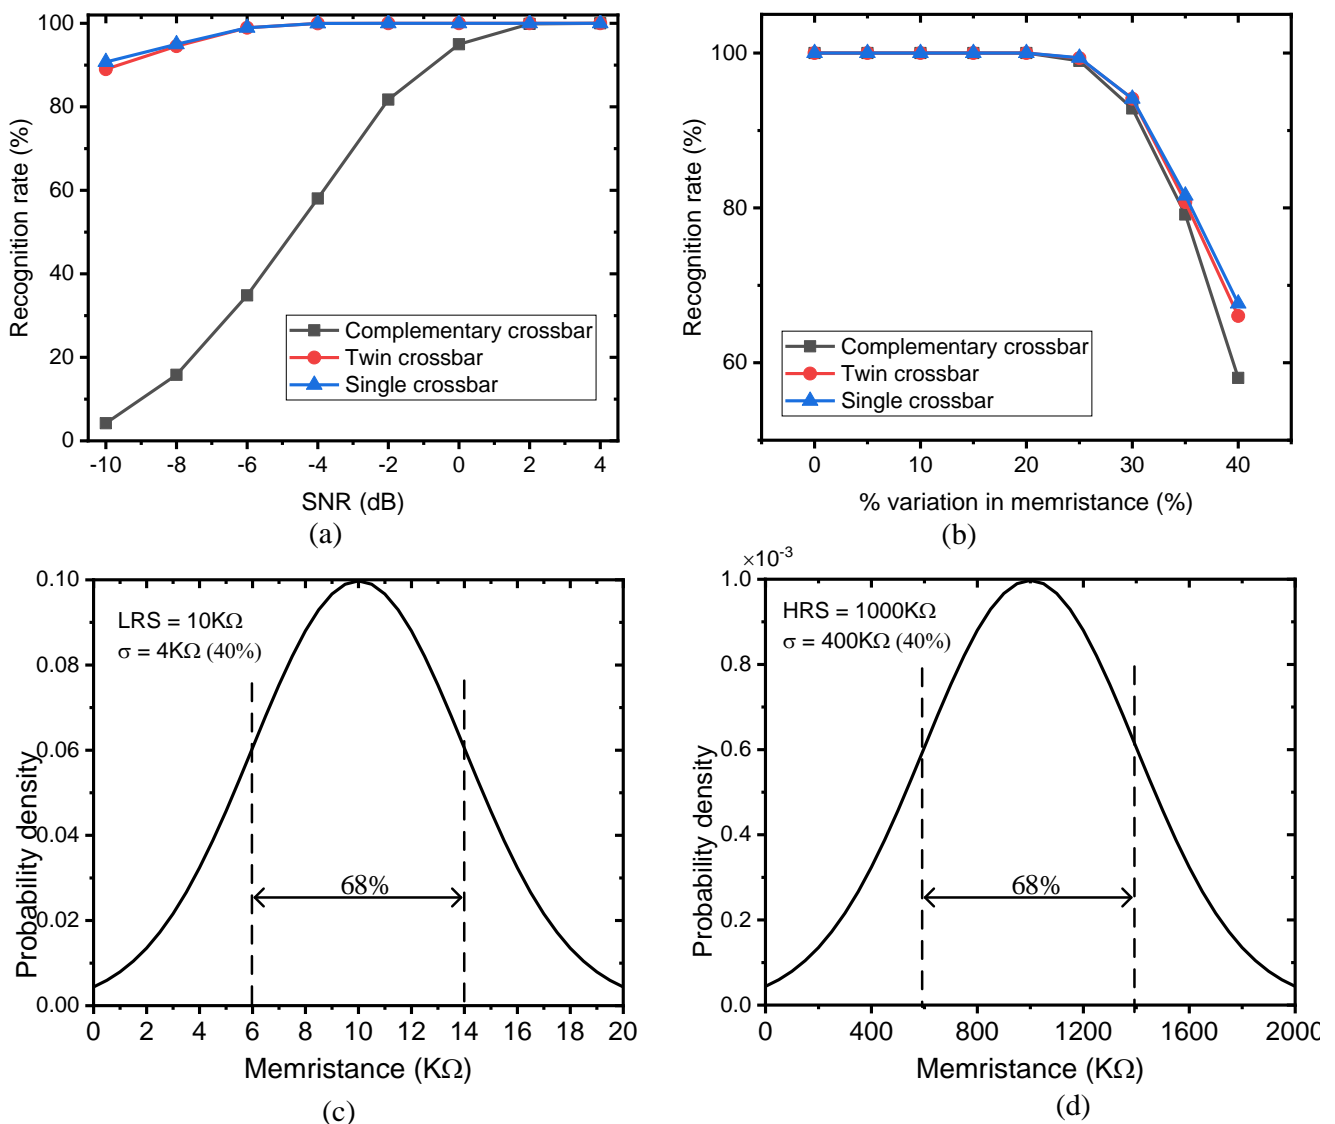 100
80
60
40
20
0
Recognition rate (%)
Complementary crossbar
Twin crossbar
Single crossbar
-10 -8 -6 -4 -2 0 2 4
SNR (dB)
(a)
100
80
60
Recognition rate (%)
Complementary crossbar
Twin crossbar
Single crossbar
0 10 20 30 40
% variation in memristance (%)
(b)
0.10
0.08
0.06
0.04
0.02
0.00
Probability density
LRS = 10KΩ
σ = 4KΩ (40%)
68%
0 2 4 6 8 10 12 14 16 18 20
Memristance (KΩ)
(c)
×10⁻³
1.0
0.8
0.6
0.4
0.2
0.0
Probability density
HRS = 1000KΩ
σ = 400KΩ (40%)
68%
0 400 800 1200 1600 2000
Memristance (KΩ)
(d)